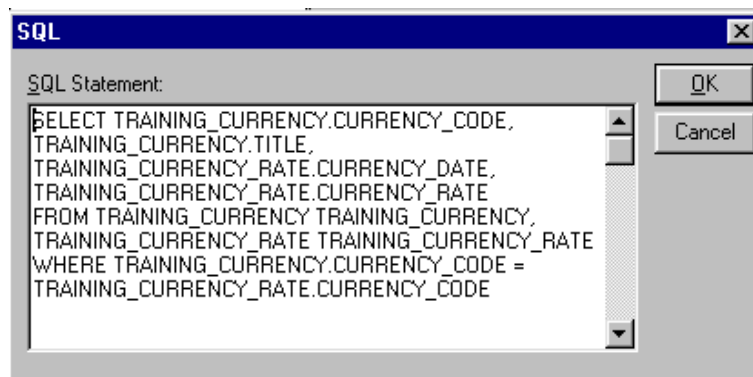 SQL
SQL Statement:
OK
SELECT TRAINING_CURRENCY.CURRENCY_CODE,
TRAINING_CURRENCY.TITLE,
TRAINING_CURRENCY_RATE.CURRENCY_DATE,
TRAINING_CURRENCY_RATE.CURRENCY_RATE
FROM TRAINING_CURRENCY TRAINING_CURRENCY,
TRAINING_CURRENCY_RATE TRAINING_CURRENCY_RATE
WHERE TRAINING_CURRENCY.CURRENCY_CODE =
TRAINING_CURRENCY_RATE.CURRENCY_CODE
Cancel